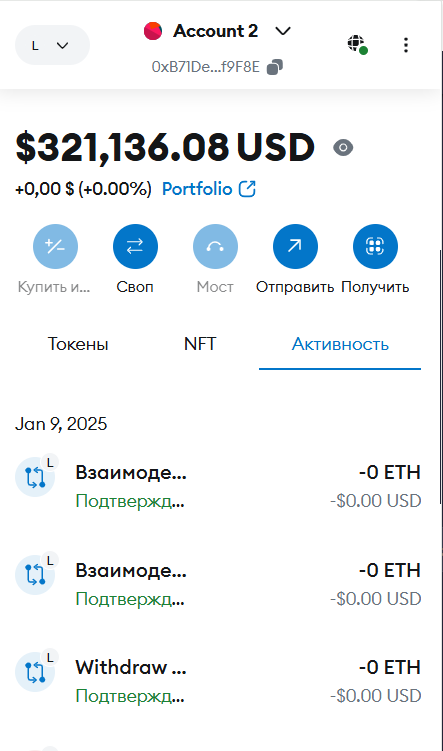 L
Account 2
0xB71De...f9F8E
$321,136.08 USD
+0,00 $ (+0.00%) Portfolio
Купить и... Своп Мост Отправить Получить
Токены NFT Активность
Jan 9, 2025
L
Взаимоде... -0 ETH
Подтвержд... -$0.00 USD
L
Взаимоде... -0 ETH
Подтвержд... -$0.00 USD
L
Withdraw ... -0 ETH
Подтвержд... -$0.00 USD